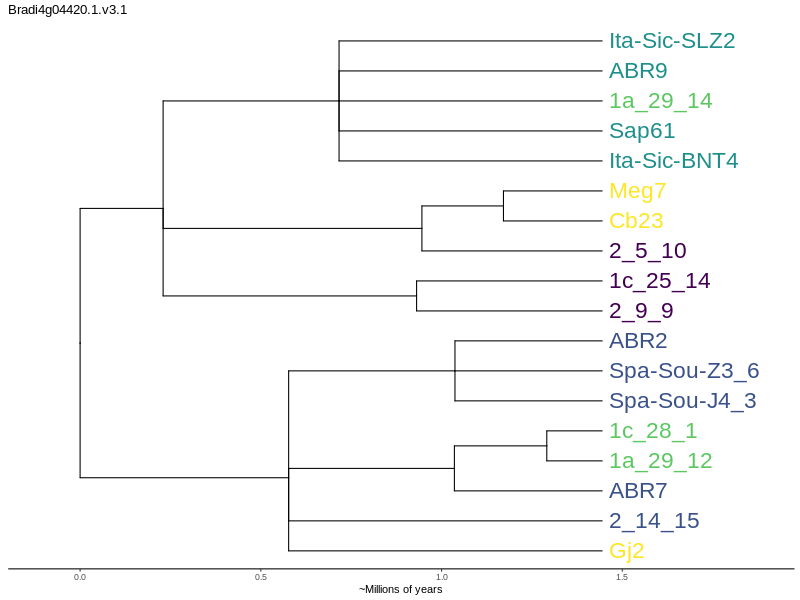 Bradi4g04420.1.v3.1
Ita-Sic-SLZ2
ABR9
1a_29_14
Sap61
Ita-Sic-BNT4
Meg7
Cb23
2_5_10
1c_25_14
2_9_9
ABR2
Spa-Sou-Z3_6
Spa-Sou-J4_3
1c_28_1
1a_29_12
ABR7
2_14_15
Gj2
0.0 0.5 1.0 1.5
~Millions of years